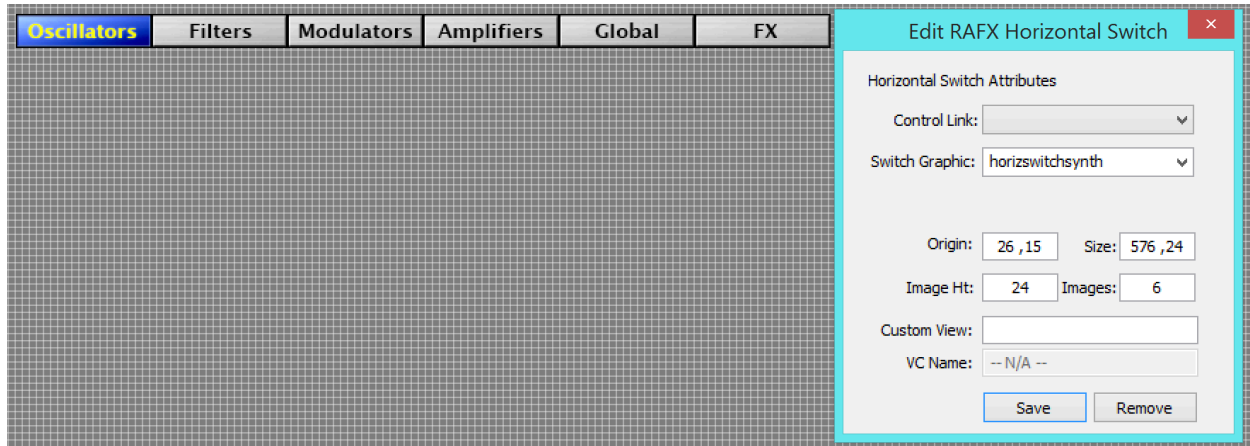 Oscillators Filters Modulators Amplifiers Global FX
Edit RAFX Horizontal Switch
Horizontal Switch Attributes
Control Link:
Switch Graphic: horizswitchsynth
Origin: 26 ,15 Size: 576 ,24
Image Ht: 24 Images: 6
Custom View:
VC Name: -- N/A --
Save Remove